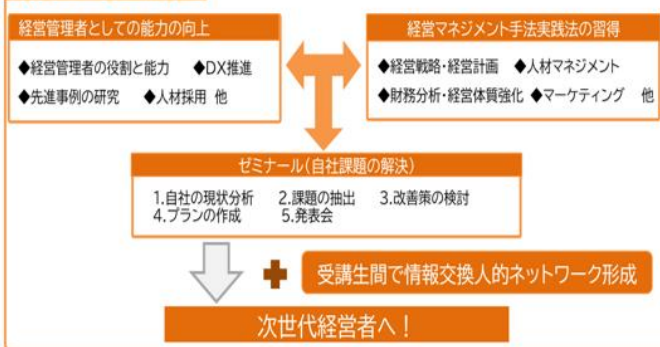 経営管理者としての能力の向上
◆経営管理者の役割と能力 ◆DX推進
◆先進事例の研究 ◆人材採用 他
経営マネジメント手法実践法の習得
◆経営戦略・経営計画 ◆人材マネジメント
◆財務分析・経営体質強化 ◆マーケティング 他
ゼミナール(自社課題の解決)
1.自社の現状分析 2.課題の抽出 3.改善策の検討
4.プランの作成 5.発表会
受講生間で情報交換人的ネットワーク形成
次世代経営者へ!